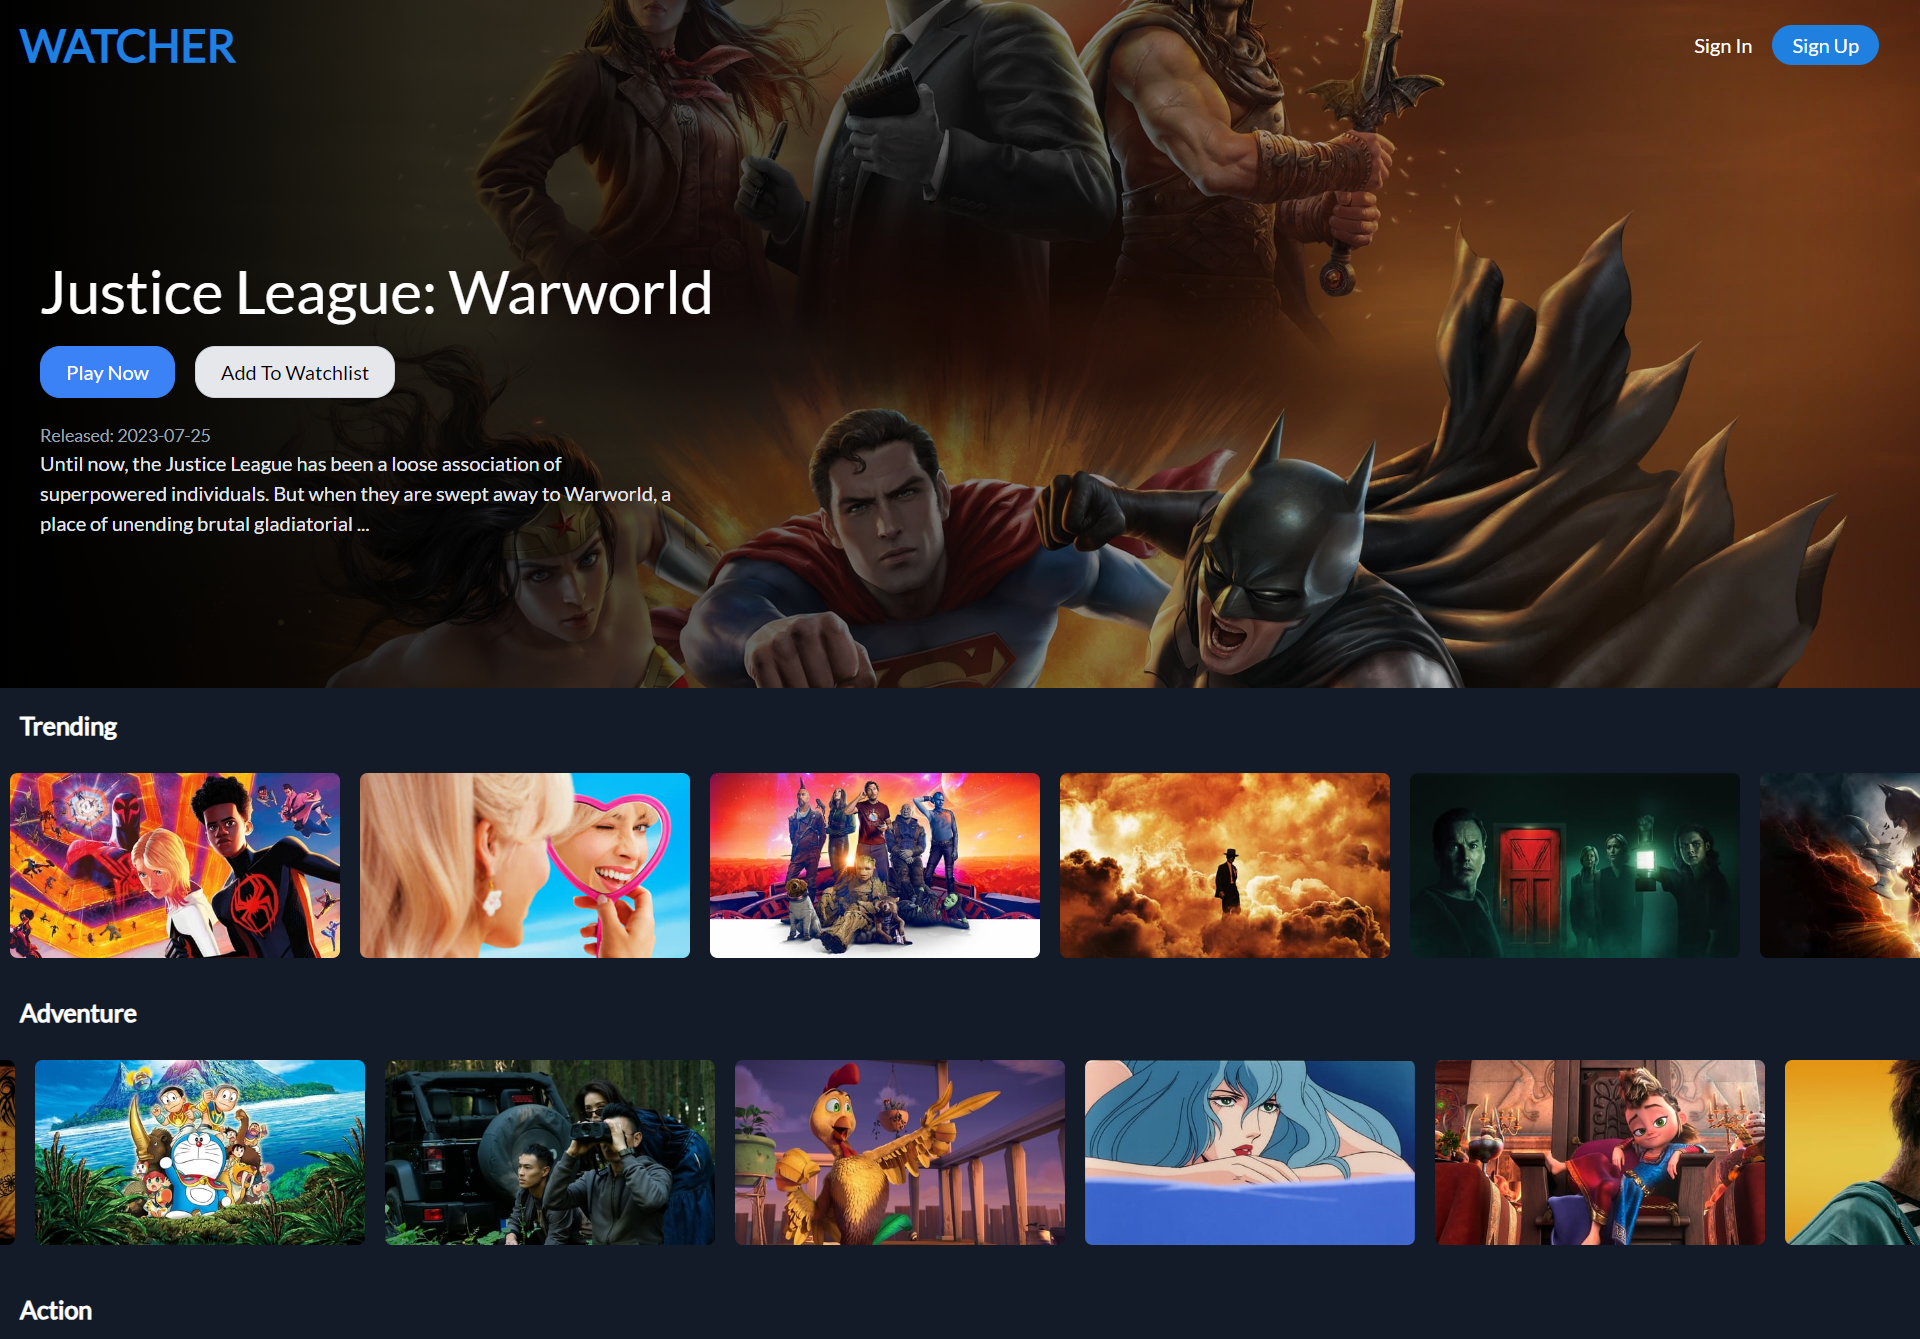 WATCHER
Sign In
Sign Up
Justice League: Warworld
Play Now
Add To Watchlist
Released: 2023-07-25
Until now, the Justice League has been a loose association of
superpowered individuals. But when they are swept away to Warworld, a
place of unending brutal gladiatorial ...
Trending
Adventure
Action